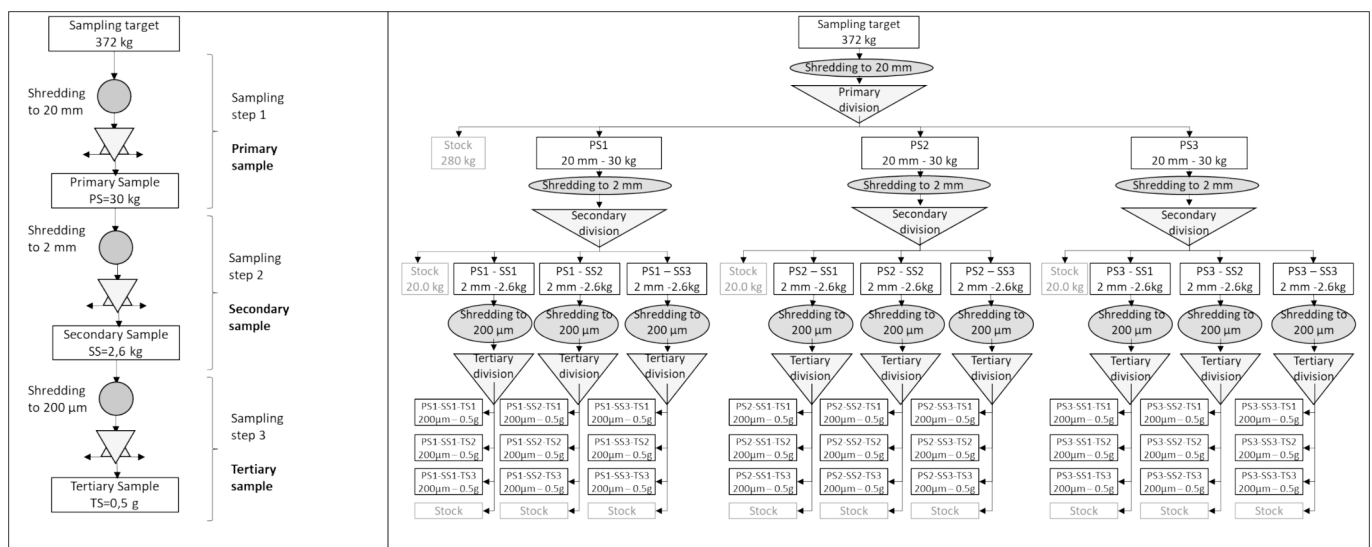 Sampling target
372 kg
Shredding
to 20 mm
Sampling
step 1
Primary
sample
Primary Sample
PS=30 kg
Shredding
to 2 mm
Sampling
step 2
Secondary
sample
Secondary Sample
SS=2,6 kg
Shredding
to 200 µm
Sampling
step 3
Tertiary
sample
Tertiary Sample
TS=0,5 g
Sampling target
372 kg
Shredding to 20 mm
Primary
division
Stock
280 kg
PS1
20 mm - 30 kg
PS2
20 mm - 30 kg
PS3
20 mm - 30 kg
Shredding to 2 mm
Shredding to 2 mm
Shredding to 2 mm
Secondary
division
Secondary
division
Secondary
division
Stock
20.0 kg
PS1 - SS1
2 mm -2.6kg
PS1 - SS2
2 mm -2.6kg
PS1 – SS3
2 mm -2.6kg
Stock
20.0 kg
PS2 – SS1
2 mm -2.6kg
PS2 - SS2
2 mm -2.6kg
PS2 – SS3
2 mm -2.6kg
Stock
20.0 kg
PS3 - SS1
2 mm -2.6kg
PS3 - SS2
2 mm -2.6kg
PS3 – SS3
2 mm -2.6kg
Shredding to
200 µm
Shredding to
200 µm
Shredding to
200 µm
Shredding to
200 µm
Shredding to
200 µm
Shredding to
200 µm
Shredding to
200 µm
Shredding to
200 µm
Shredding to
200 µm
Tertiary
division
Tertiary
division
Tertiary
division
Tertiary
division
Tertiary
division
Tertiary
division
Tertiary
division
Tertiary
division
Tertiary
division
PS1-SS1-TS1
200µm – 0.5g
PS1-SS2-TS1
200µm – 0.5g
PS1-SS3-TS1
200µm – 0.5g
PS2-SS1-TS1
200µm – 0.5g
PS2-SS2-TS1
200µm – 0.5g
PS2-SS3-TS1
200µm – 0.5g
PS3-SS1-TS1
200µm – 0.5g
PS3-SS2-TS1
200µm – 0.5g
PS3-SS3-TS1
200µm – 0.5g
PS1-SS1-TS2
200µm – 0.5g
PS1-SS2-TS2
200µm – 0.5g
PS1-SS3-TS2
200µm – 0.5g
PS2-SS1-TS2
200µm – 0.5g
PS2-SS2-TS2
200µm – 0.5g
PS2-SS3-TS2
200µm – 0.5g
PS3-SS1-TS2
200µm – 0.5g
PS3-SS2-TS2
200µm – 0.5g
PS3-SS3-TS2
200µm – 0.5g
PS1-SS1-TS3
200µm – 0.5g
PS1-SS2-TS3
200µm – 0.5g
PS1-SS3-TS3
200µm – 0.5g
PS2-SS1-TS3
200µm – 0.5g
PS2-SS2-TS3
200µm – 0.5g
PS2-SS3-TS3
200µm – 0.5g
PS3-SS1-TS3
200µm – 0.5g
PS3-SS2-TS3
200µm – 0.5g
PS3-SS3-TS3
200µm – 0.5g
Stock
Stock
Stock
Stock
Stock
Stock
Stock
Stock
Stock